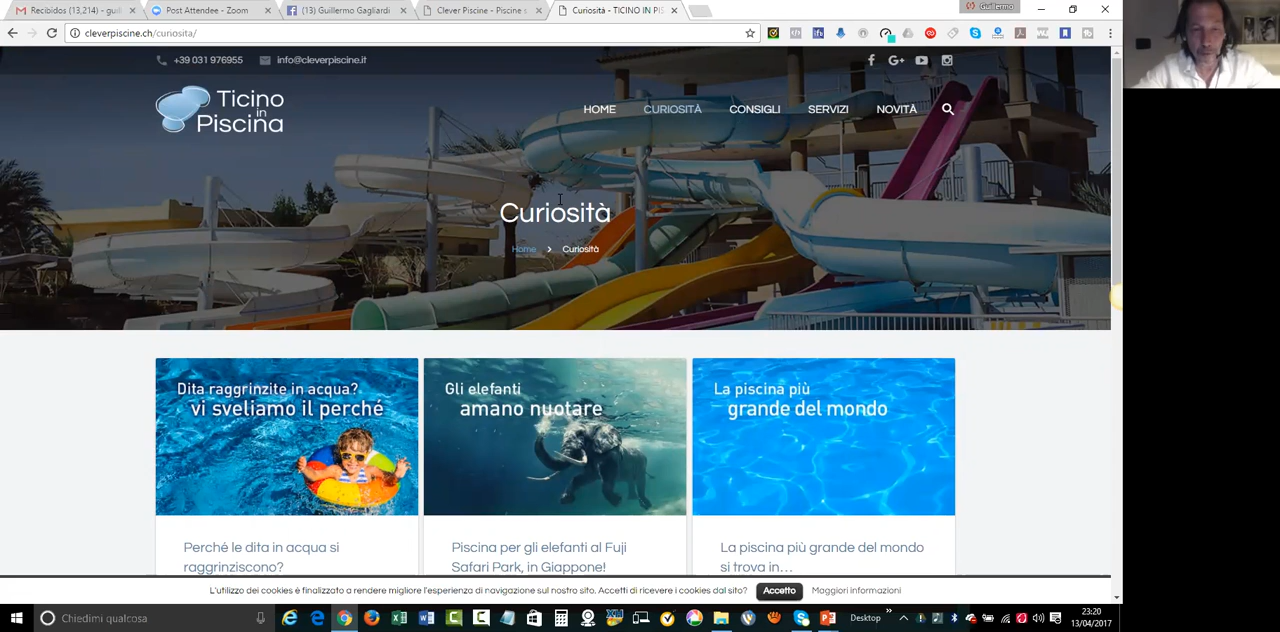 Recibidos (13,214) - gui
Post Attendee - Zoom
(13) Guillermo Gagliardi
Clever Piscine - Piscine s
Curiosità - TICINO IN PIS
Guillermo
cleverpiscine.ch/curiosita/
+39 031 976955
info@cleverpiscine.it
Ticino
in
Piscina
HOME
CURIOSITÀ
CONSIGLI
SERVIZI
NOVITÀ
Curiosità
Home > Curiosità
Dita raggrinzite in acqua?
vi sveliamo il perché
Gli elefanti
amano nuotare
La piscina più
grande del mondo
Perché le dita in acqua si
raggrinziscono?
Piscina per gli elefanti al Fuji
Safari Park, in Giappone!
La piscina più grande del mondo
si trova in…
L'utilizzo dei cookies è finalizzato a rendere migliore l'esperienza di navigazione sul nostro sito. Accetti di ricevere i cookies dal sito?
Accetto
Maggiori informazioni
Chiedimi qualcosa
Desktop
23:20
13/04/2017